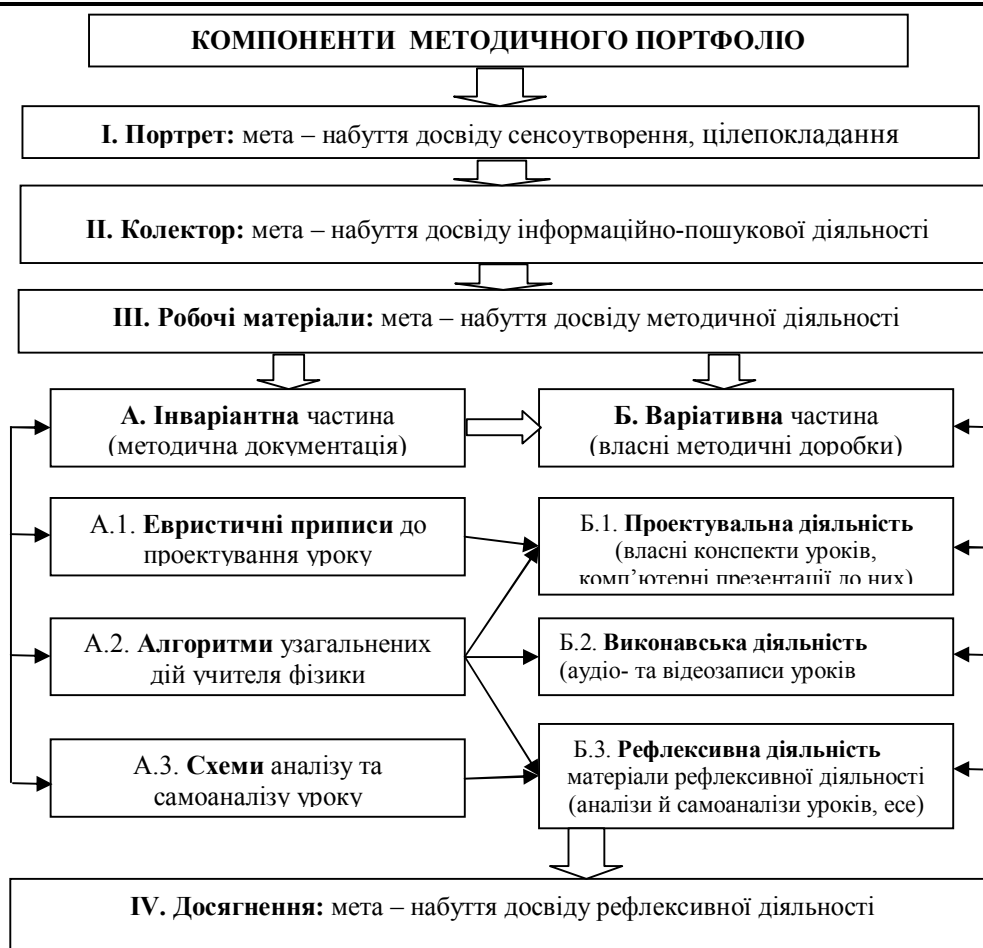 КОМПОНЕНТИ МЕТОДИЧНОГО ПОРТФОЛІО
І. Портрет: мета – набуття досвіду сенсоутворення, цілепокладання
ІІ. Колектор: мета – набуття досвіду інформаційно-пошукової діяльності
ІІІ. Робочі матеріали: мета – набуття досвіду методичної діяльності
А. Інваріантна частина
(методична документація)
Б. Варіативна частина
(власні методичні доробки)
А.1. Евристичні приписи до
проектування уроку
Б.1. Проектувальна діяльність
(власні конспекти уроків,
комп’ютерні презентації до них)
А.2. Алгоритми узагальнених
дій учителя фізики
Б.2. Виконавська діяльність
(аудіо- та відеозаписи уроків
А.3. Схеми аналізу та
самоаналізу уроку
Б.3. Рефлексивна діяльність
матеріали рефлексивної діяльності
(аналізи й самоаналізи уроків, есе)
IV. Досягнення: мета – набуття досвіду рефлексивної діяльності